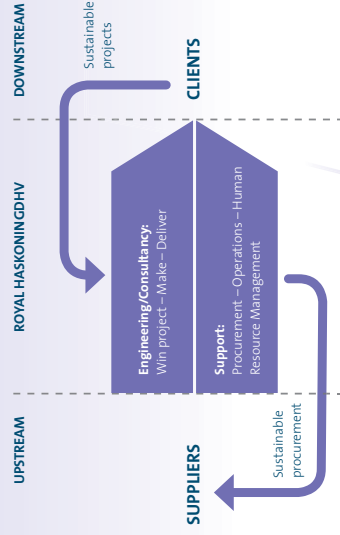 UPSTREAM
ROYAL HASKONINGDHV
DOWNSTREAM
Sustainable
projects
SUPPLIERS
Engineering/Consultancy:
Win project – Make – Deliver
Support:
Procurement – Operations – Human
Resource Management
CLIENTS
Sustainable
procurement